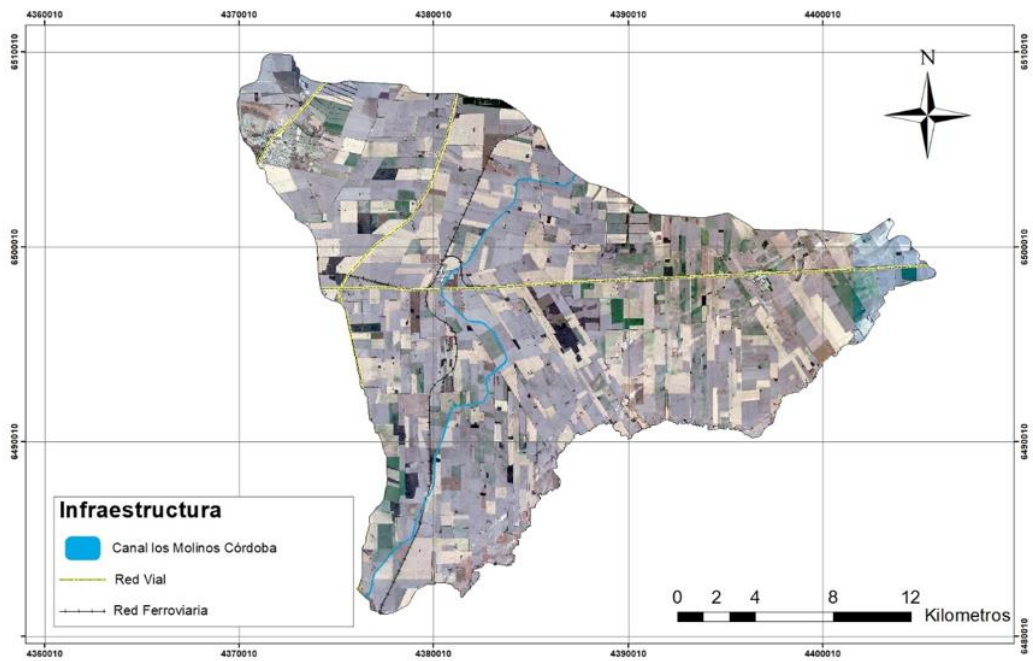 4360010 4370010 4380010 4390010 4400010
6510010 6510010
N
6500010 6500010
6490010 6490010
Infraestructura
Canal los Molinos Córdoba
Red Vial
Red Ferroviaria
0 2 4 8 12
Kilometros
6480010 6480010
4360010 4370010 4380010 4390010 4400010